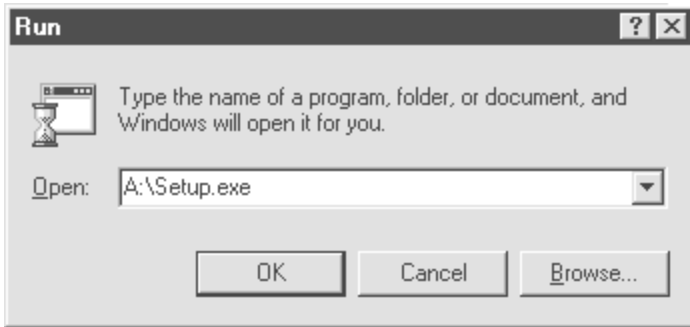 Run
Type the name of a program, folder, or document, and
Windows will open it for you.
Open: A:\Setup.exe
OK Cancel Browse...